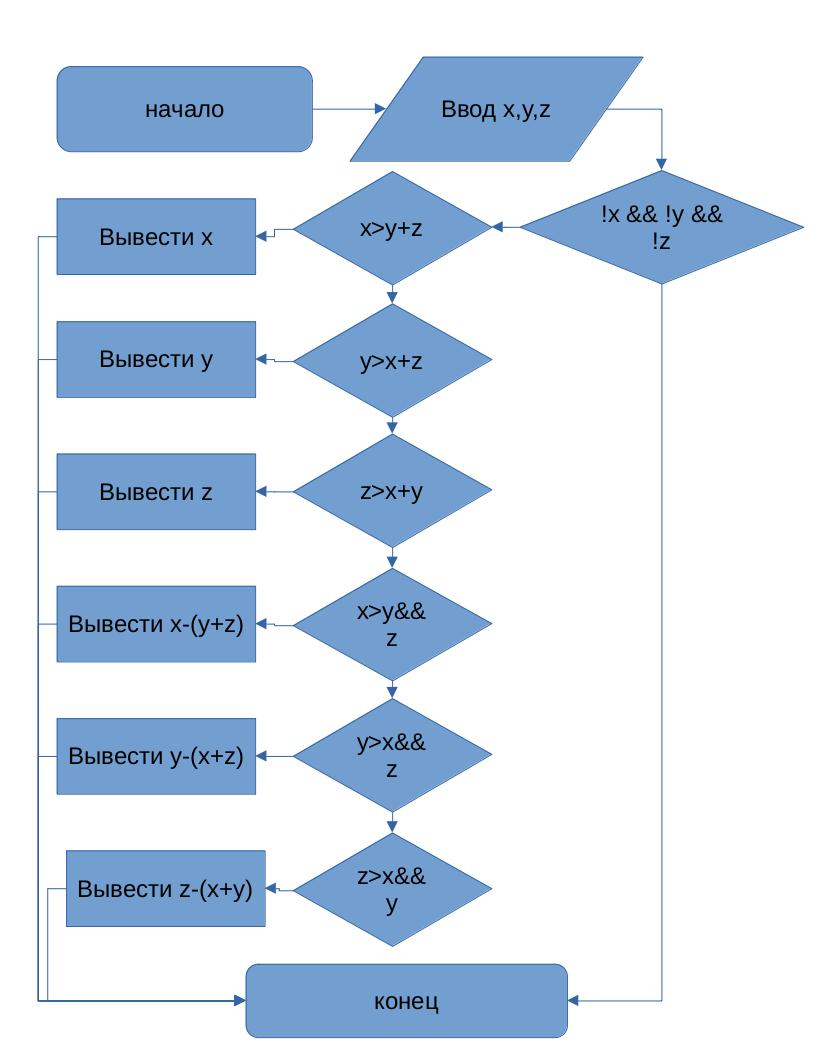 начало
Ввод x,y,z
!x && !y &&
!z
x>y+z
Вывести x
y>x+z
Вывести y
z>x+y
Вывести z
x>y&&
z
Вывести x-(y+z)
y>x&&
z
Вывести y-(x+z)
z>x&&
y
Вывести z-(x+y)
конец